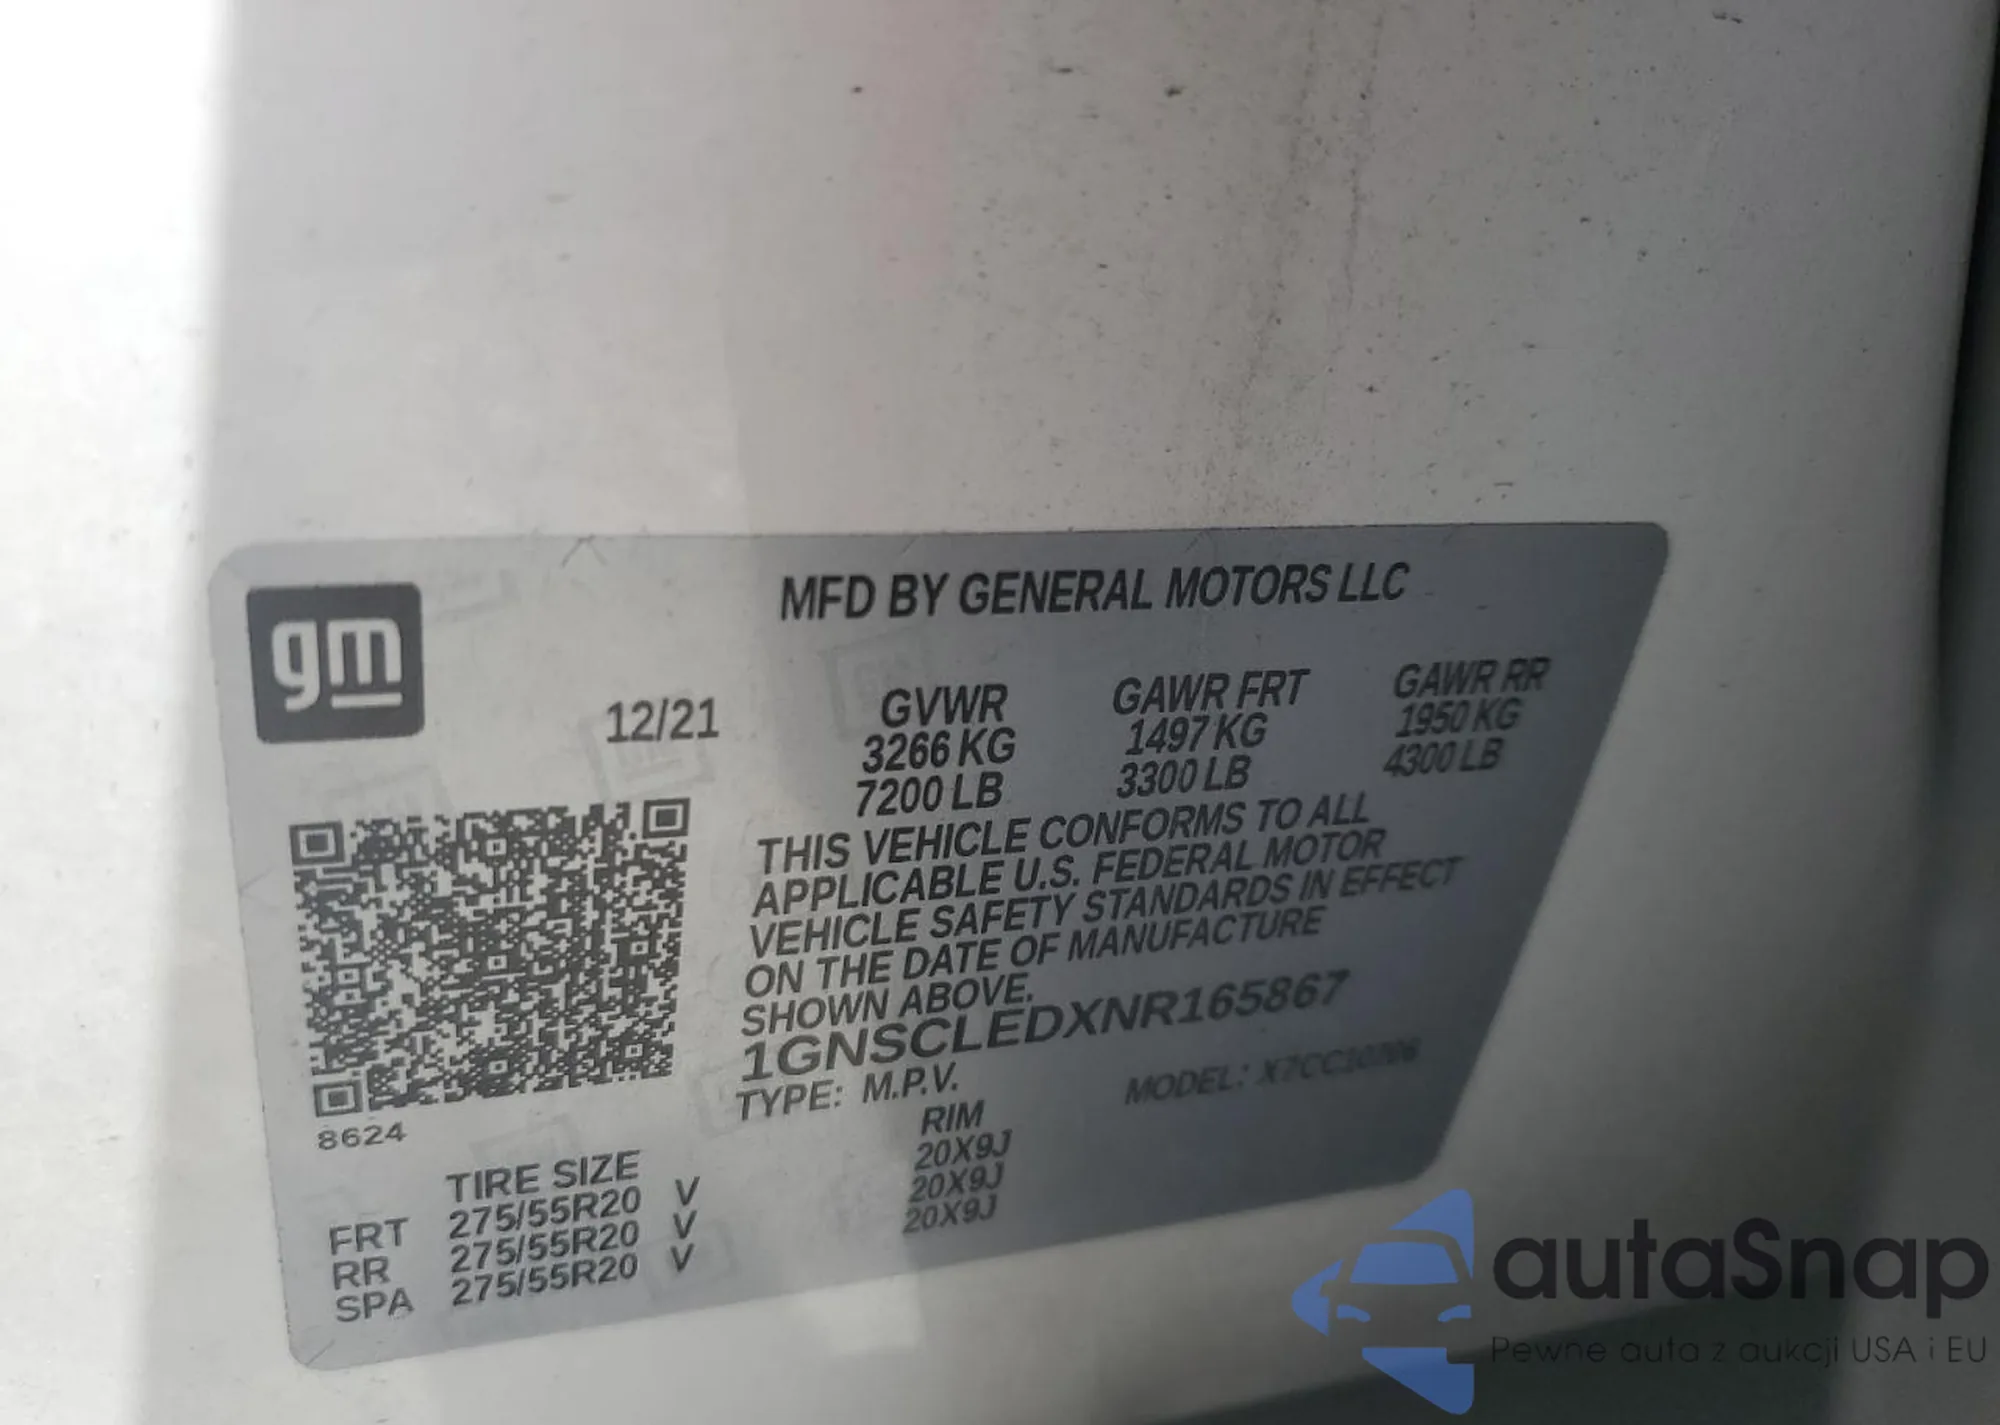 MFD BY GENERAL MOTORS LLC
gm
12/21
GVWR GAWR FRT GAWR RR
3266 KG 1497 KG 1950 KG
7200 LB 3300 LB 4300 LB
THIS VEHICLE CONFORMS TO ALL
APPLICABLE U.S. FEDERAL MOTOR
VEHICLE SAFETY STANDARDS IN EFFECT
ON THE DATE OF MANUFACTURE
SHOWN ABOVE.
1GNSCLEDXNR165867
TYPE: M.P.V. MODEL:
8624
TIRE SIZE RIM
FRT 275/55R20 V 20X9J
RR 275/55R20 V 20X9J
SPA 275/55R20 V 20X9J
autaSnap
Pewne auta z aukcji USA i EU